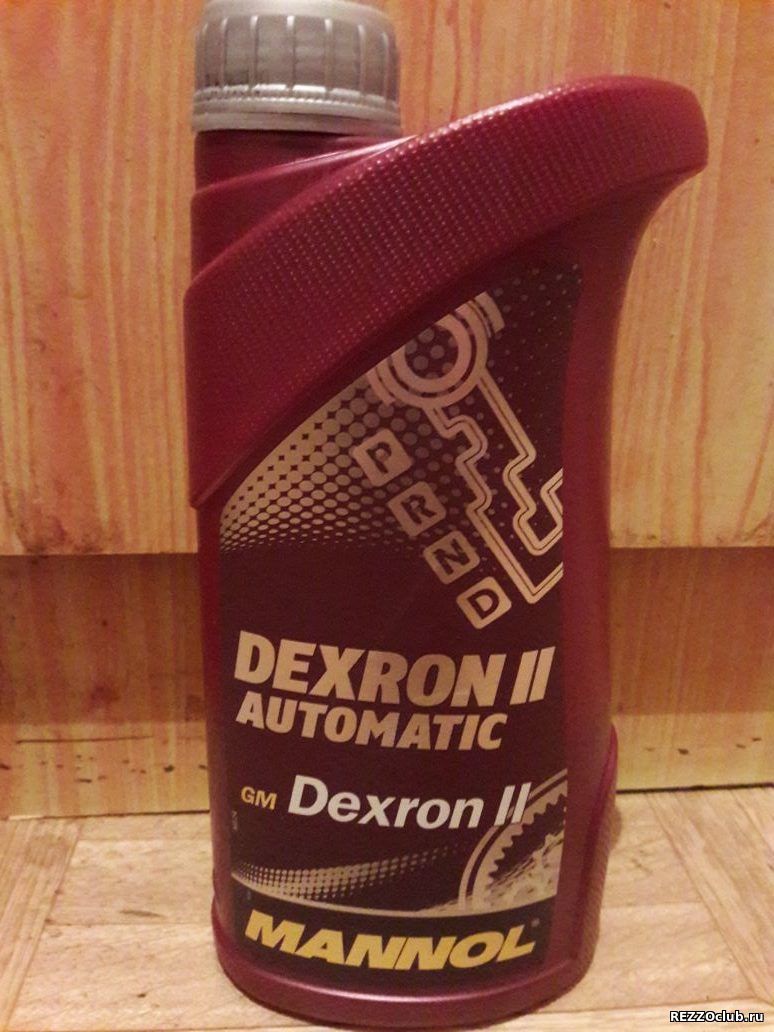 P
R
N
D
DEXRON II
AUTOMATIC
GM Dexron II
MANNOL
REZZOclub.ru